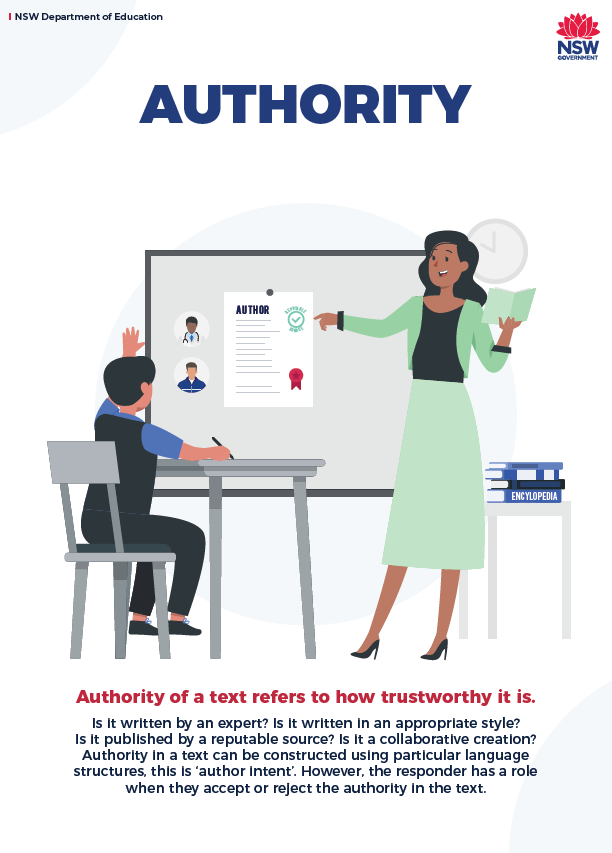 NSW Department of Education
NSW
GOVERNMENT
AUTHORITY
AUTHOR
ENCYLOPEDIA
Authority of a text refers to how trustworthy it is.
Is it written by an expert? Is it written in an appropriate style?
Is it published by a reputable source? Is it a collaborative creation?
Authority in a text can be constructed using particular language
structures, this is ‘author intent’. However, the responder has a role
when they accept or reject the authority in the text.